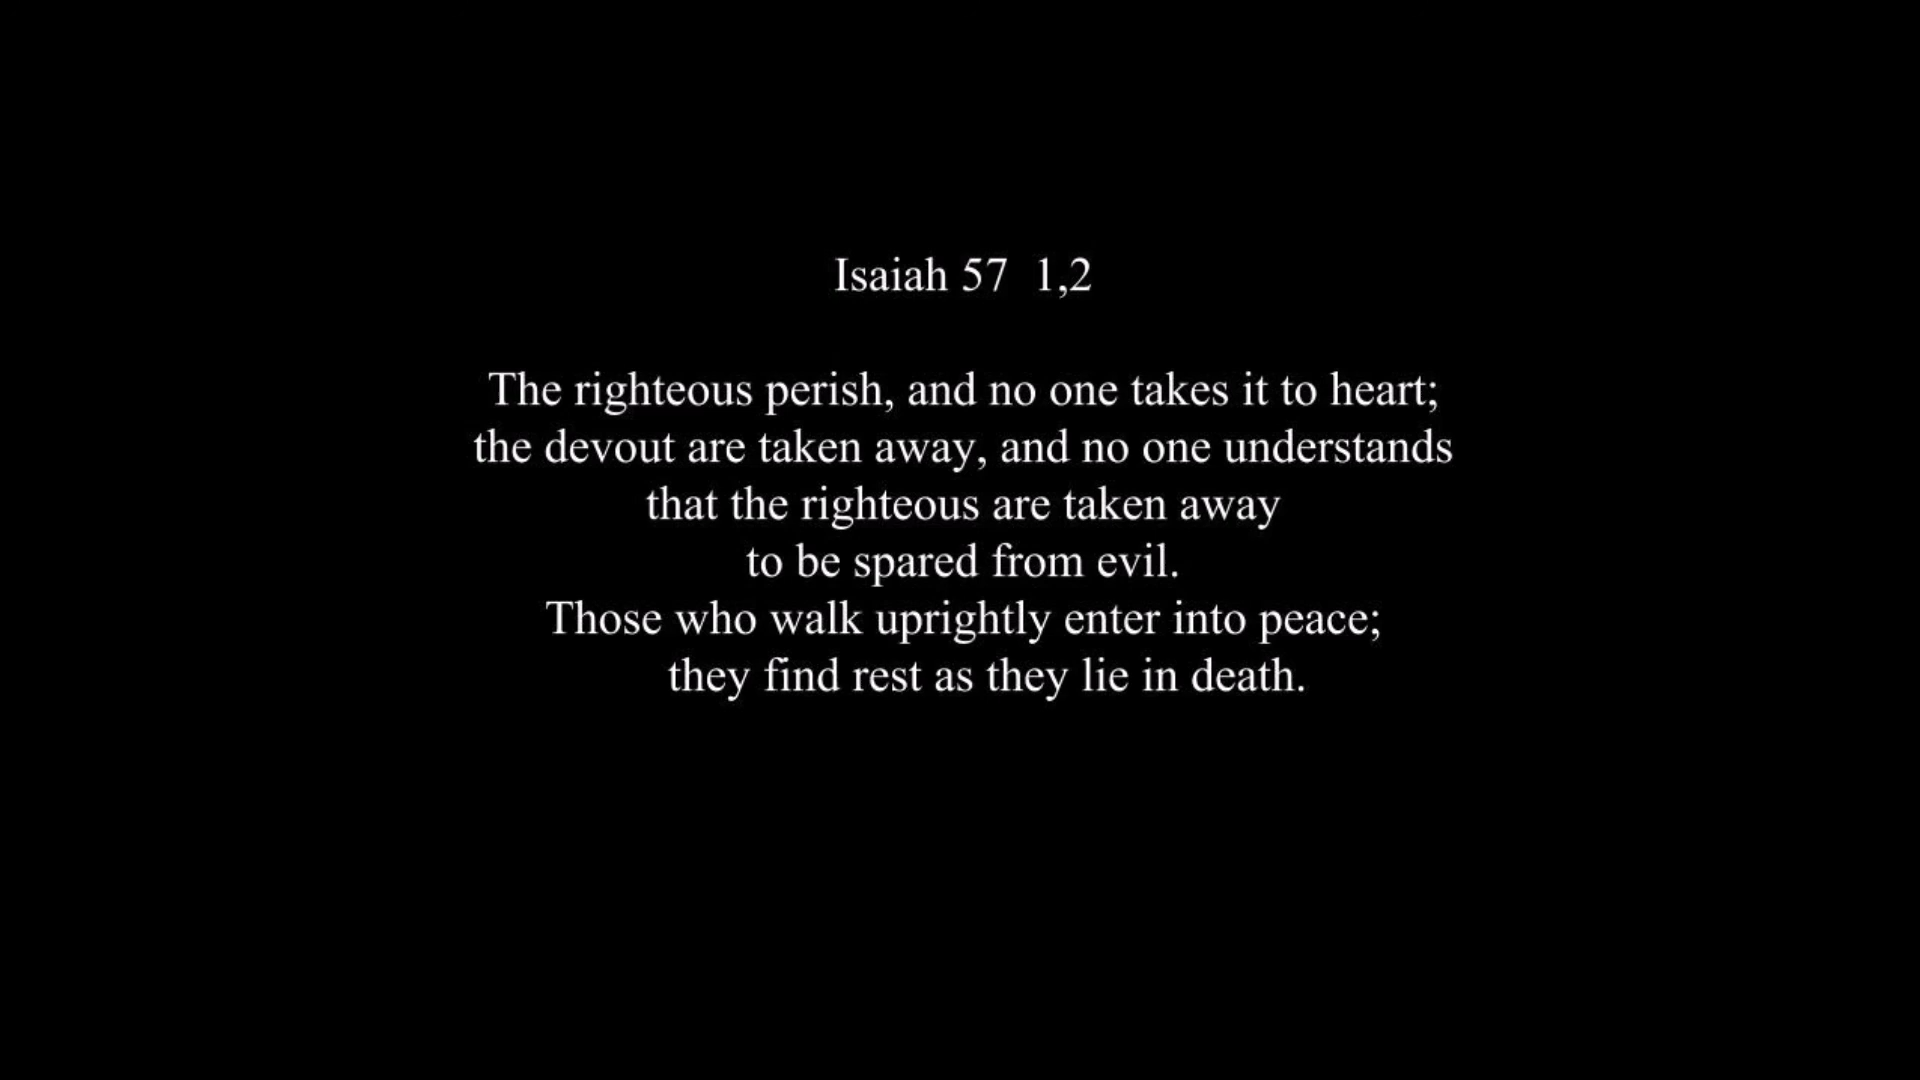 Isaiah 57  1,2
The righteous perish, and no one takes it to heart;
the devout are taken away, and no one understands
that the righteous are taken away
to be spared from evil.
Those who walk uprightly enter into peace;
they find rest as they lie in death.